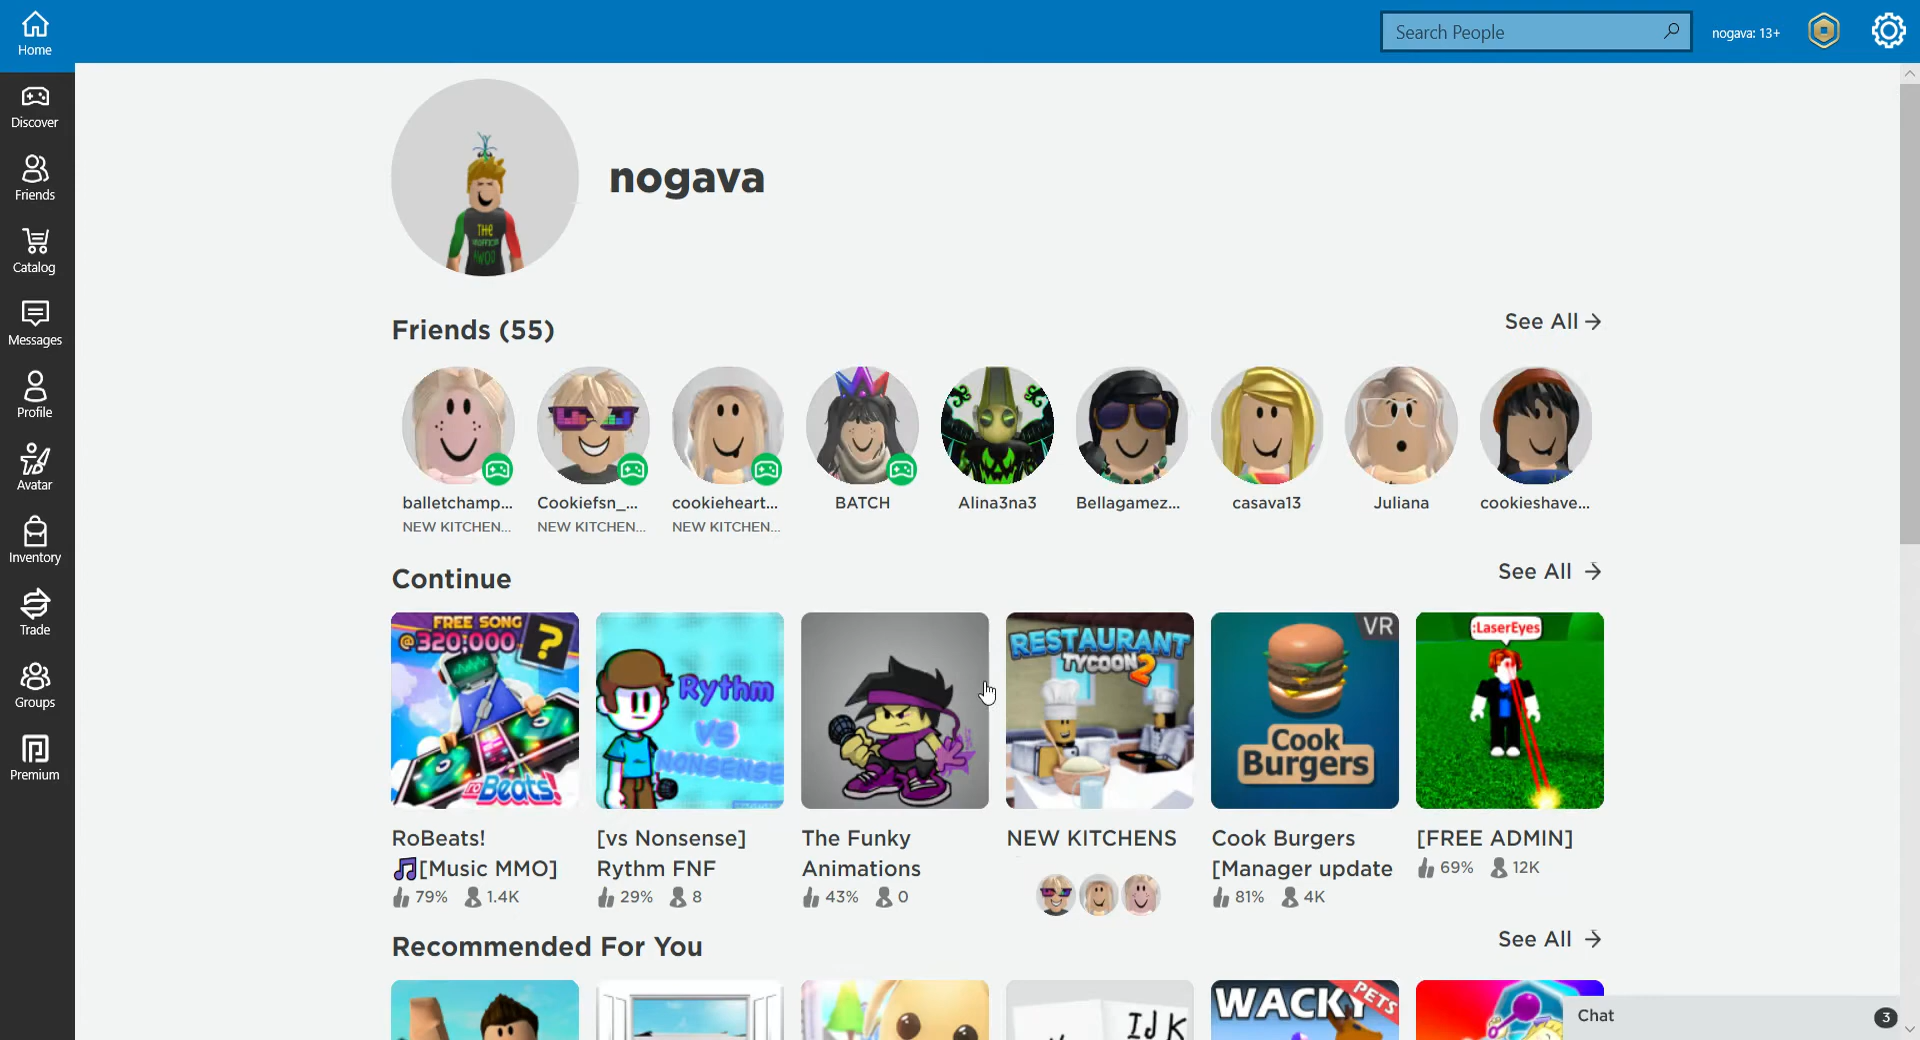 Home
Search People
nogava: 13+
Discover
Friends
Catalog
Messages
Profile
Avatar
Inventory
Trade
Groups
Premium
THE
nogava
Friends (55)
See All
balletchamp...
NEW KITCHEN...
Cookiefsn_...
NEW KITCHEN...
cookieheart...
NEW KITCHEN...
BATCH
Alina3na3
Bellagamez...
casava13
Juliana
cookieshave...
Continue
See All
FREE SONG
@320,000
?
roBeats!
Rythm
VS
NONSENSE
RESTAURANT
TYCOON 2
VR
Cook
Burgers
:LaserEyes
RoBeats!
🎵[Music MMO]
79% 1.4K
[vs Nonsense]
Rythm FNF
29% 8
The Funky
Animations
43% 0
NEW KITCHENS
Cook Burgers
[Manager update
81% 4K
[FREE ADMIN]
69% 12K
Recommended For You
See All
IJK
WACKY
PETS
Chat
3